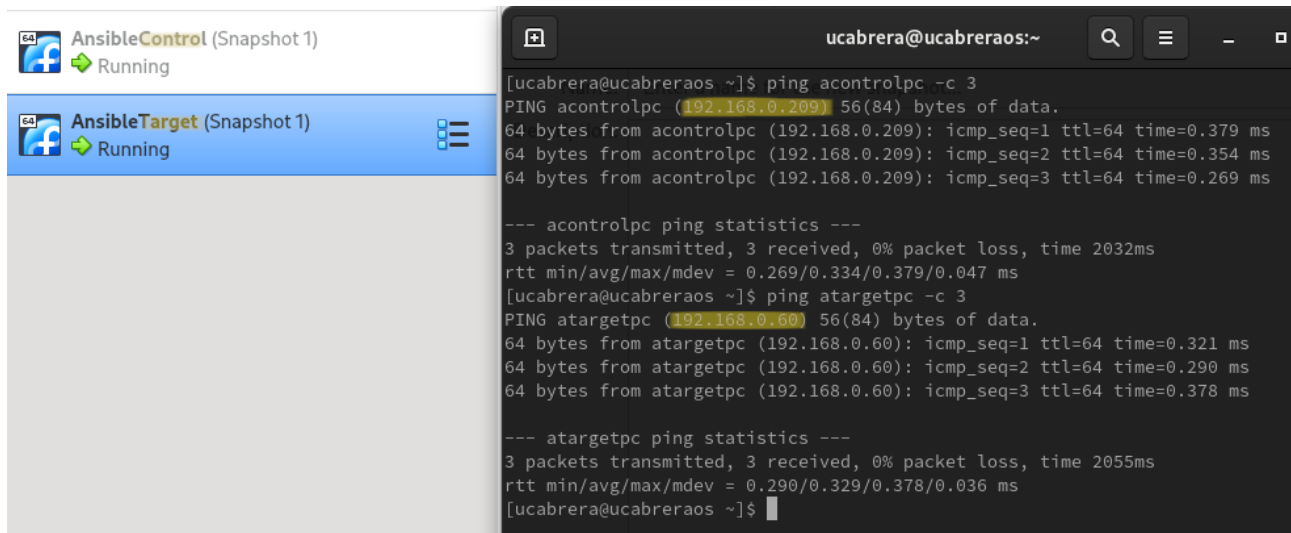 64
AnsibleControl (Snapshot 1)
Running
64
AnsibleTarget (Snapshot 1)
Running
ucabrera@ucabreraos:~
[ucabrera@ucabreraos ~]$ ping acontrolpc -c 3
PING acontrolpc (192.168.0.209) 56(84) bytes of data.
64 bytes from acontrolpc (192.168.0.209): icmp_seq=1 ttl=64 time=0.379 ms
64 bytes from acontrolpc (192.168.0.209): icmp_seq=2 ttl=64 time=0.354 ms
64 bytes from acontrolpc (192.168.0.209): icmp_seq=3 ttl=64 time=0.269 ms
--- acontrolpc ping statistics ---
3 packets transmitted, 3 received, 0% packet loss, time 2032ms
rtt min/avg/max/mdev = 0.269/0.334/0.379/0.047 ms
[ucabrera@ucabreraos ~]$ ping atargetpc -c 3
PING atargetpc (192.168.0.60) 56(84) bytes of data.
64 bytes from atargetpc (192.168.0.60): icmp_seq=1 ttl=64 time=0.321 ms
64 bytes from atargetpc (192.168.0.60): icmp_seq=2 ttl=64 time=0.290 ms
64 bytes from atargetpc (192.168.0.60): icmp_seq=3 ttl=64 time=0.378 ms
--- atargetpc ping statistics ---
3 packets transmitted, 3 received, 0% packet loss, time 2055ms
rtt min/avg/max/mdev = 0.290/0.329/0.378/0.036 ms
[ucabrera@ucabreraos ~]$